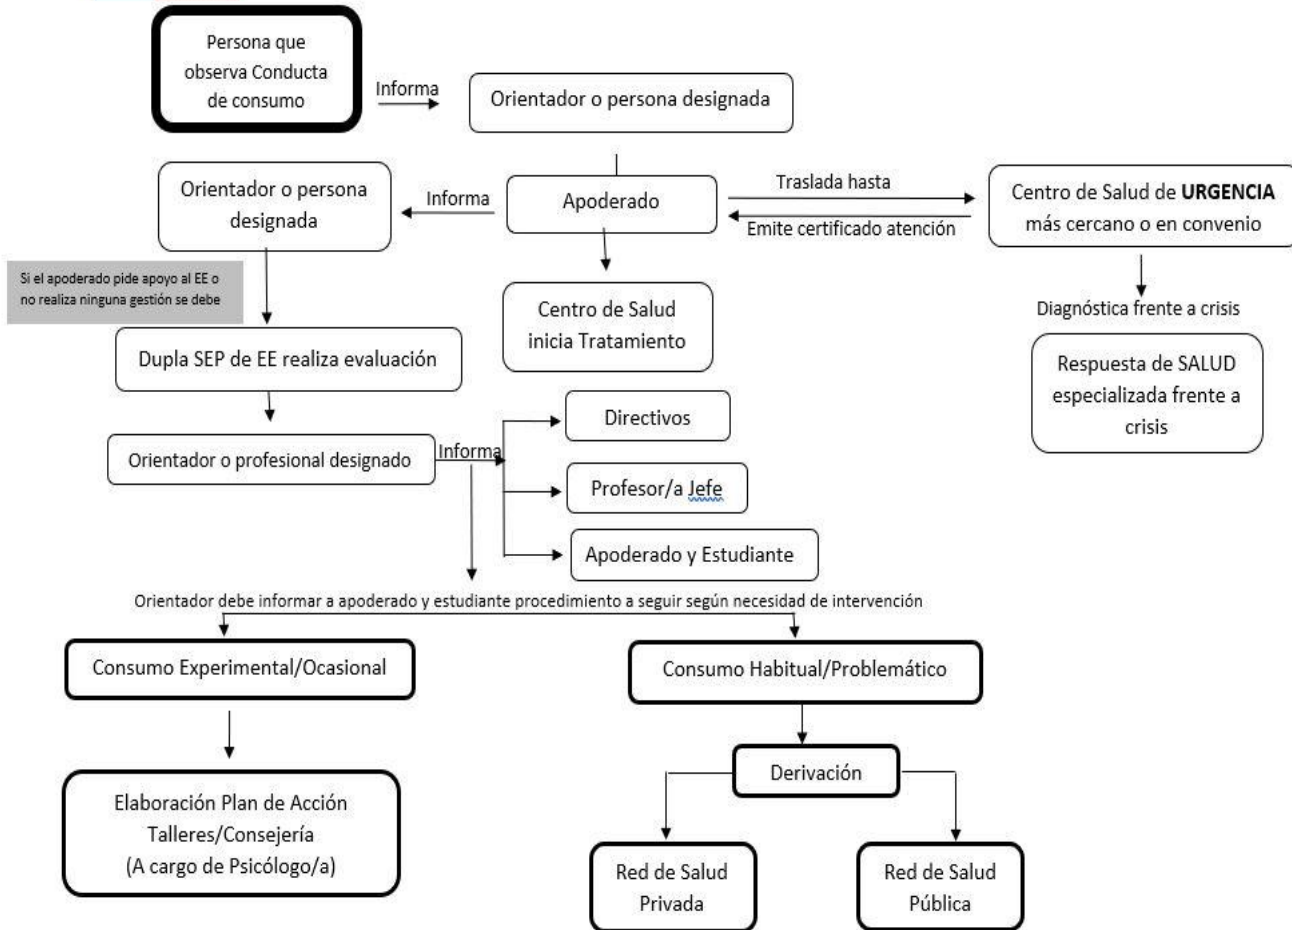 Persona que
observa Conducta
de consumo
Informa
Orientador o persona designada
Orientador o persona
designada
Informa
Apoderado
Traslada hasta
Emite certificado atención
Centro de Salud de URGENCIA
más cercano o en convenio
Si el apoderado pide apoyo al EE o
no realiza ninguna gestión se debe
Centro de Salud
inicia Tratamiento
Diagnóstica frente a crisis
Respuesta de SALUD
especializada frente a
crisis
Dupla SEP de EE realiza evaluación
Orientador o profesional designado
Informa
Directivos
Profesor/a Jefe
Apoderado y Estudiante
Orientador debe informar a apoderado y estudiante procedimiento a seguir según necesidad de intervención
Consumo Experimental/Ocasional
Consumo Habitual/Problemático
Elaboración Plan de Acción
Talleres/Consejería
(A cargo de Psicólogo/a)
Derivación
Red de Salud
Privada
Red de Salud
Pública